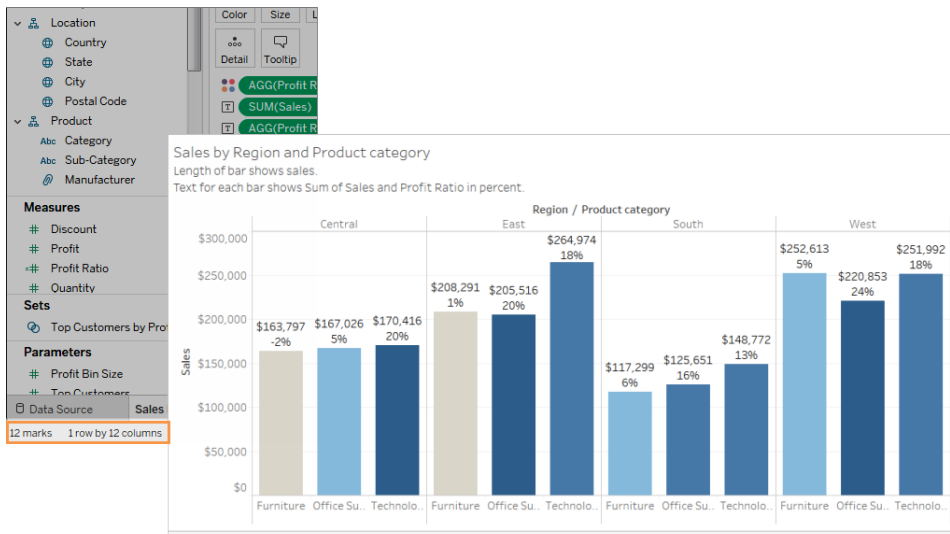 Color Size L
Location
Country
State
City
Postal Code
Product
Abc Category
Abc Sub-Category
Manufacturer
Measures
# Discount
# Profit
=# Profit Ratio
# Quantity
Sets
Top Customers by Prof
Parameters
# Profit Bin Size
# Top Customers
Data Source Sales
12 marks 1 row by 12 columns
Detail Tooltip
AGG(Profit R
T SUM(Sales)
T AGG(Profit R
Sales by Region and Product category
Length of bar shows sales.
Text for each bar shows Sum of Sales and Profit Ratio in percent.
Region / Product category
Central East South West
Sales
$300,000
$250,000
$200,000
$150,000
$100,000
$50,000
$0
$163,797
-2%
$167,026
5%
$170,416
20%
$208,291
1%
$205,516
20%
$264,974
18%
$117,299
6%
$125,651
16%
$148,772
13%
$252,613
5%
$220,853
24%
$251,992
18%
Furniture Office Su.. Technolo.. Furniture Office Su.. Technolo.. Furniture Office Su.. Technolo.. Furniture Office Su.. Technolo..